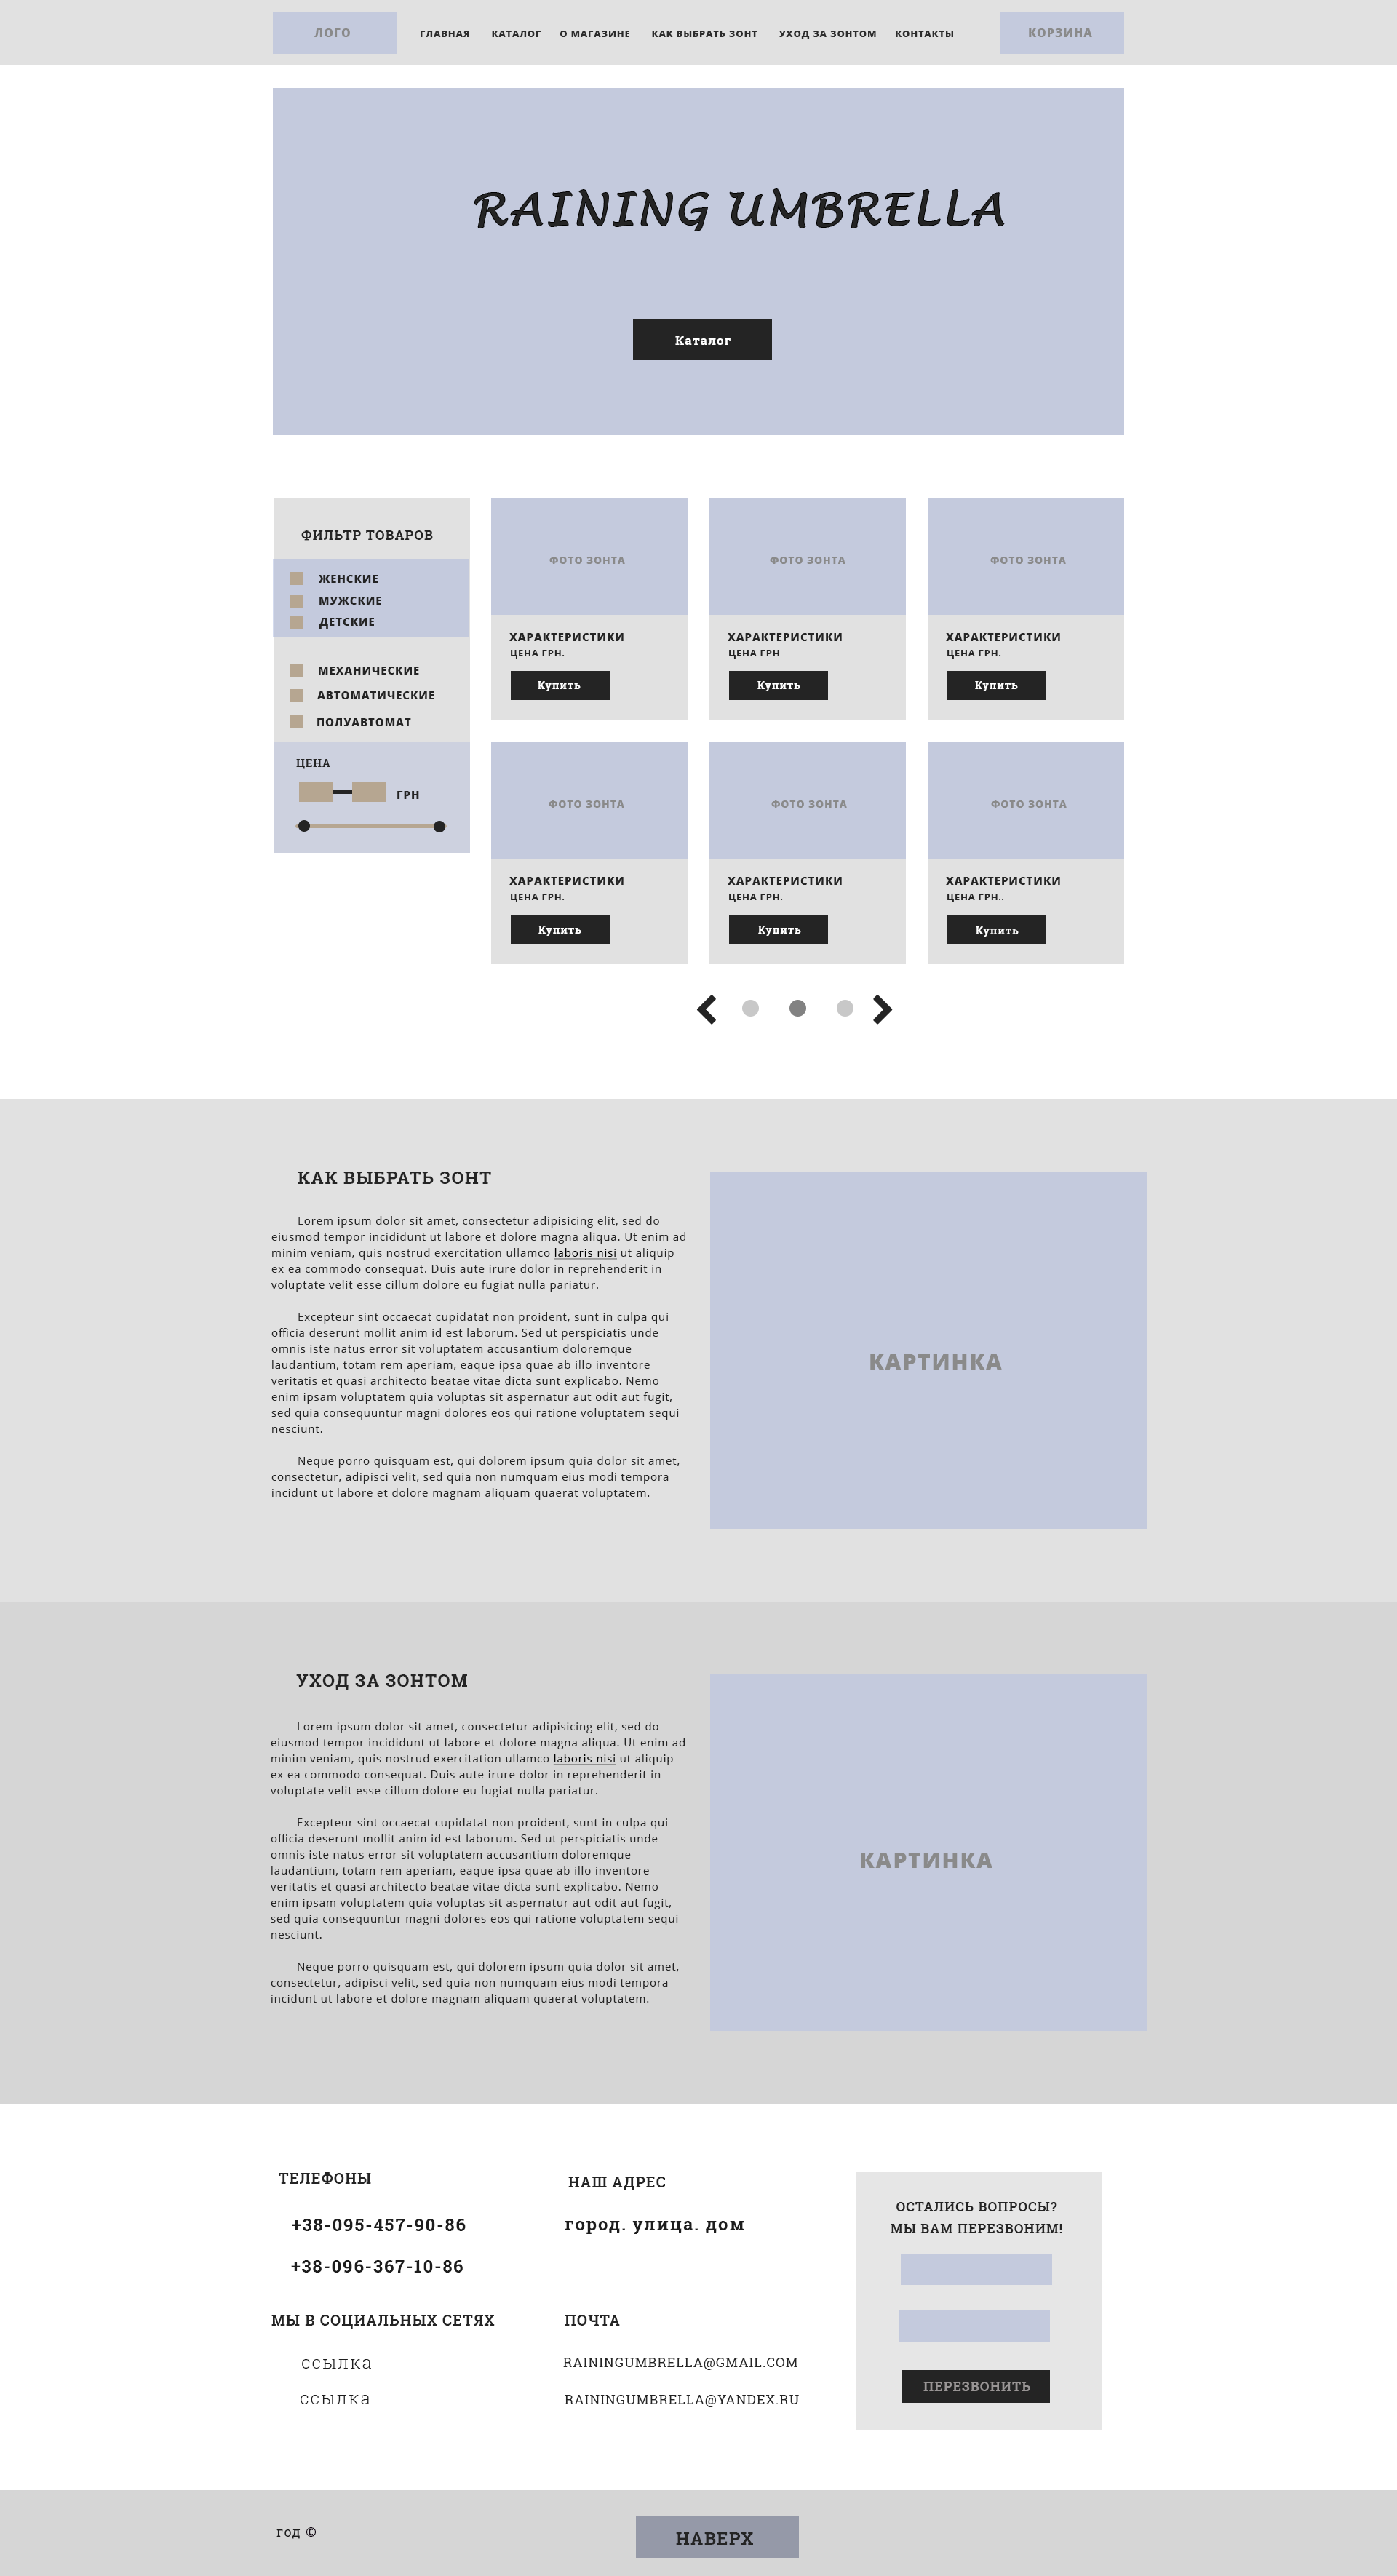 ЛОГО
ГЛАВНАЯ КАТАЛОГ О МАГАЗИНЕ КАК ВЫБРАТЬ ЗОНТ УХОД ЗА ЗОНТОМ КОНТАКТЫ
КОРЗИНА
RAINING UMBRELLA
Каталог
ФИЛЬТР ТОВАРОВ
ЖЕНСКИЕ
МУЖСКИЕ
ДЕТСКИЕ
МЕХАНИЧЕСКИЕ
АВТОМАТИЧЕСКИЕ
ПОЛУАВТОМАТ
ЦЕНА
ГРН
ФОТО ЗОНТА
ХАРАКТЕРИСТИКИ
ЦЕНА ГРН.
Купить
ФОТО ЗОНТА
ХАРАКТЕРИСТИКИ
ЦЕНА ГРН.
Купить
ФОТО ЗОНТА
ХАРАКТЕРИСТИКИ
ЦЕНА ГРН..
Купить
ФОТО ЗОНТА
ХАРАКТЕРИСТИКИ
ЦЕНА ГРН.
Купить
ФОТО ЗОНТА
ХАРАКТЕРИСТИКИ
ЦЕНА ГРН.
Купить
ФОТО ЗОНТА
ХАРАКТЕРИСТИКИ
ЦЕНА ГРН..
Купить
КАК ВЫБРАТЬ ЗОНТ
Lorem ipsum dolor sit amet, consectetur adipisicing elit, sed do
eiusmod tempor incididunt ut labore et dolore magna aliqua. Ut enim ad
minim veniam, quis nostrud exercitation ullamco laboris nisi ut aliquip
ex ea commodo consequat. Duis aute irure dolor in reprehenderit in
voluptate velit esse cillum dolore eu fugiat nulla pariatur.
Excepteur sint occaecat cupidatat non proident, sunt in culpa qui
officia deserunt mollit anim id est laborum. Sed ut perspiciatis unde
omnis iste natus error sit voluptatem accusantium doloremque
laudantium, totam rem aperiam, eaque ipsa quae ab illo inventore
veritatis et quasi architecto beatae vitae dicta sunt explicabo. Nemo
enim ipsam voluptatem quia voluptas sit aspernatur aut odit aut fugit,
sed quia consequuntur magni dolores eos qui ratione voluptatem sequi
nesciunt.
Neque porro quisquam est, qui dolorem ipsum quia dolor sit amet,
consectetur, adipisci velit, sed quia non numquam eius modi tempora
incidunt ut labore et dolore magnam aliquam quaerat voluptatem.
КАРТИНКА
УХОД ЗА ЗОНТОМ
Lorem ipsum dolor sit amet, consectetur adipisicing elit, sed do
eiusmod tempor incididunt ut labore et dolore magna aliqua. Ut enim ad
minim veniam, quis nostrud exercitation ullamco laboris nisi ut aliquip
ex ea commodo consequat. Duis aute irure dolor in reprehenderit in
voluptate velit esse cillum dolore eu fugiat nulla pariatur.
Excepteur sint occaecat cupidatat non proident, sunt in culpa qui
officia deserunt mollit anim id est laborum. Sed ut perspiciatis unde
omnis iste natus error sit voluptatem accusantium doloremque
laudantium, totam rem aperiam, eaque ipsa quae ab illo inventore
veritatis et quasi architecto beatae vitae dicta sunt explicabo. Nemo
enim ipsam voluptatem quia voluptas sit aspernatur aut odit aut fugit,
sed quia consequuntur magni dolores eos qui ratione voluptatem sequi
nesciunt.
Neque porro quisquam est, qui dolorem ipsum quia dolor sit amet,
consectetur, adipisci velit, sed quia non numquam eius modi tempora
incidunt ut labore et dolore magnam aliquam quaerat voluptatem.
КАРТИНКА
ТЕЛЕФОНЫ
+38-095-457-90-86
+38-096-367-10-86
МЫ В СОЦИАЛЬНЫХ СЕТЯХ
ссылка
ссылка
НАШ АДРЕС
город. улица. дом
ПОЧТА
RAININGUMBRELLA@GMAIL.COM
RAININGUMBRELLA@YANDEX.RU
ОСТАЛИСЬ ВОПРОСЫ?
МЫ ВАМ ПЕРЕЗВОНИМ!
ПЕРЕЗВОНИТЬ
год ©
НАВЕРХ